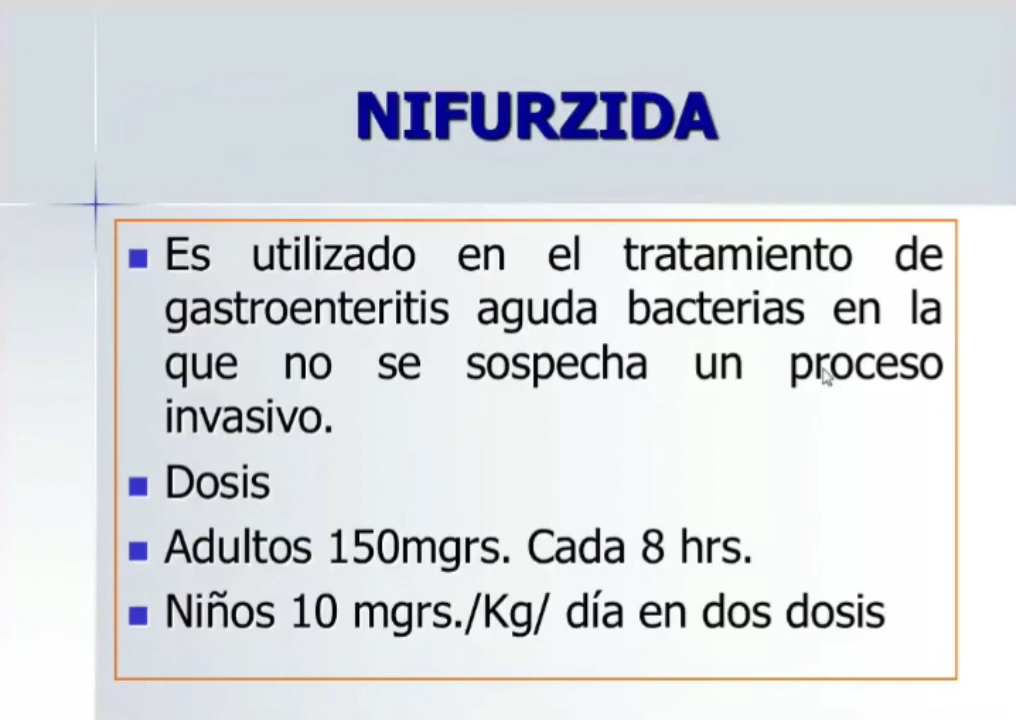 NIFURZIDA
Es utilizado en el tratamiento de
gastroenteritis aguda bacterias en la
que no se sospecha un proceso
invasivo.
Dosis
Adultos 150mgrs. Cada 8 hrs.
Niños 10 mgrs./Kg/ día en dos dosis